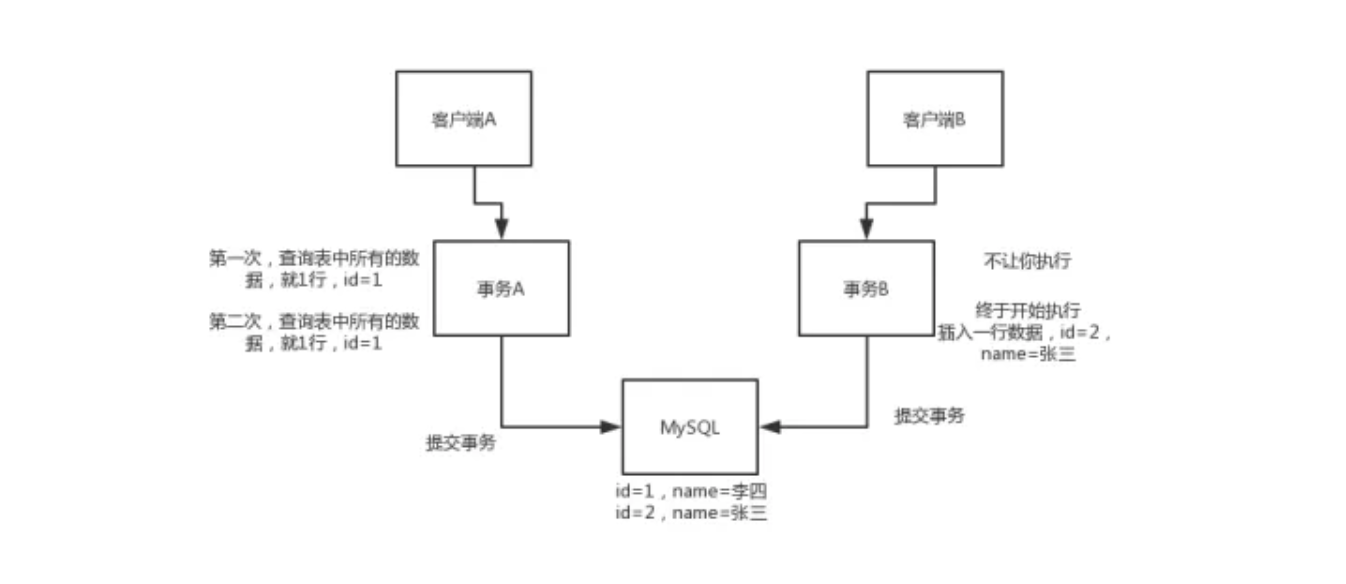 客户端A
客户端B
第一次，查询表中所有的数
据，就1行，id=1
第二次，查询表中所有的数
据，就1行，id=1
事务A
事务B
不让你执行
终于开始执行
插入一行数据，id=2，
name=张三
提交事务
MySQL
提交事务
id=1，name=李四
id=2，name=张三